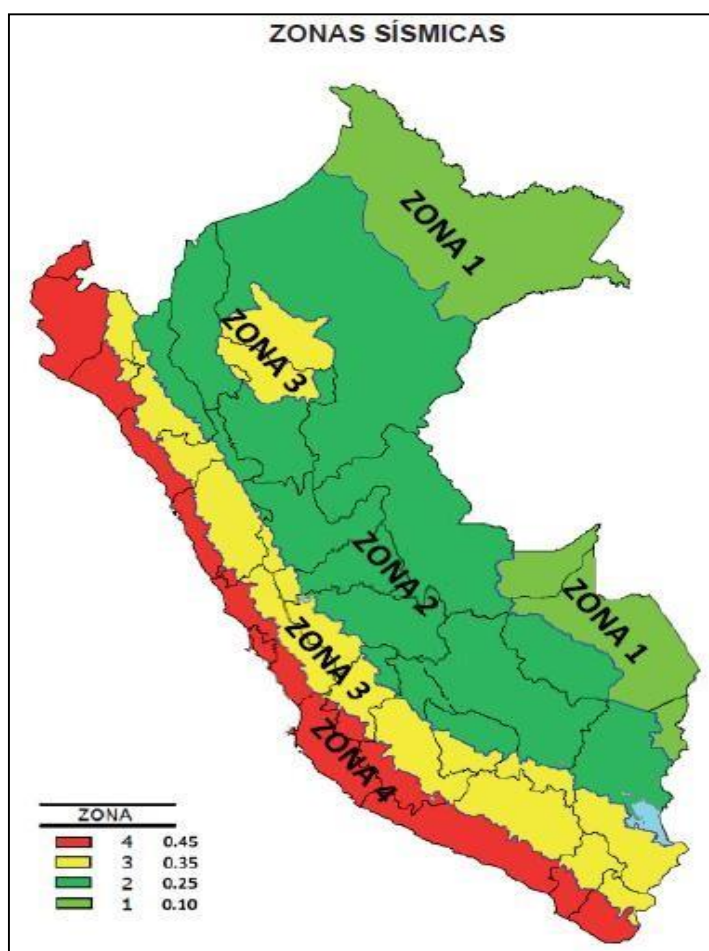 ZONAS SÍSMICAS
ZONA 1
ZONA 3
ZONA 2
ZONA 1
ZONA 3
ZONA 4
ZONA
4 0.45
3 0.35
2 0.25
1 0.10